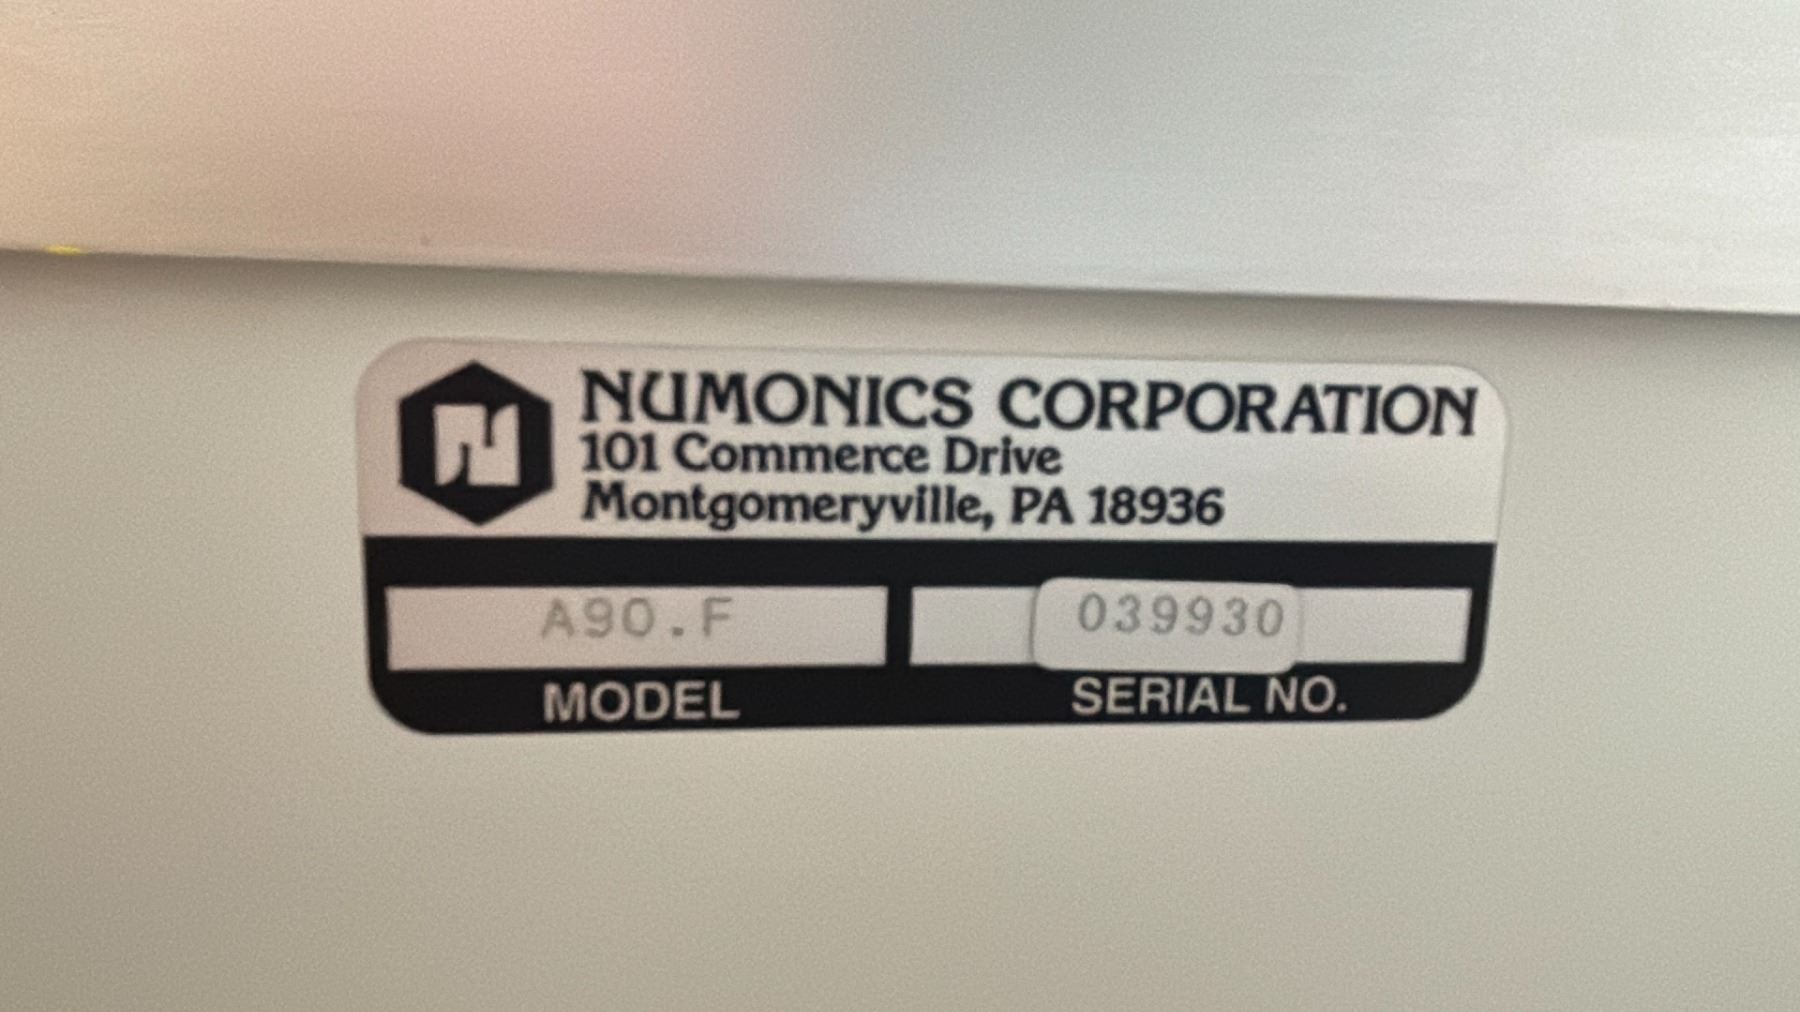 NUMONICS CORPORATION
101 Commerce Drive
Montgomeryville, PA 18936
A90.F
039930
MODEL
SERIAL NO.